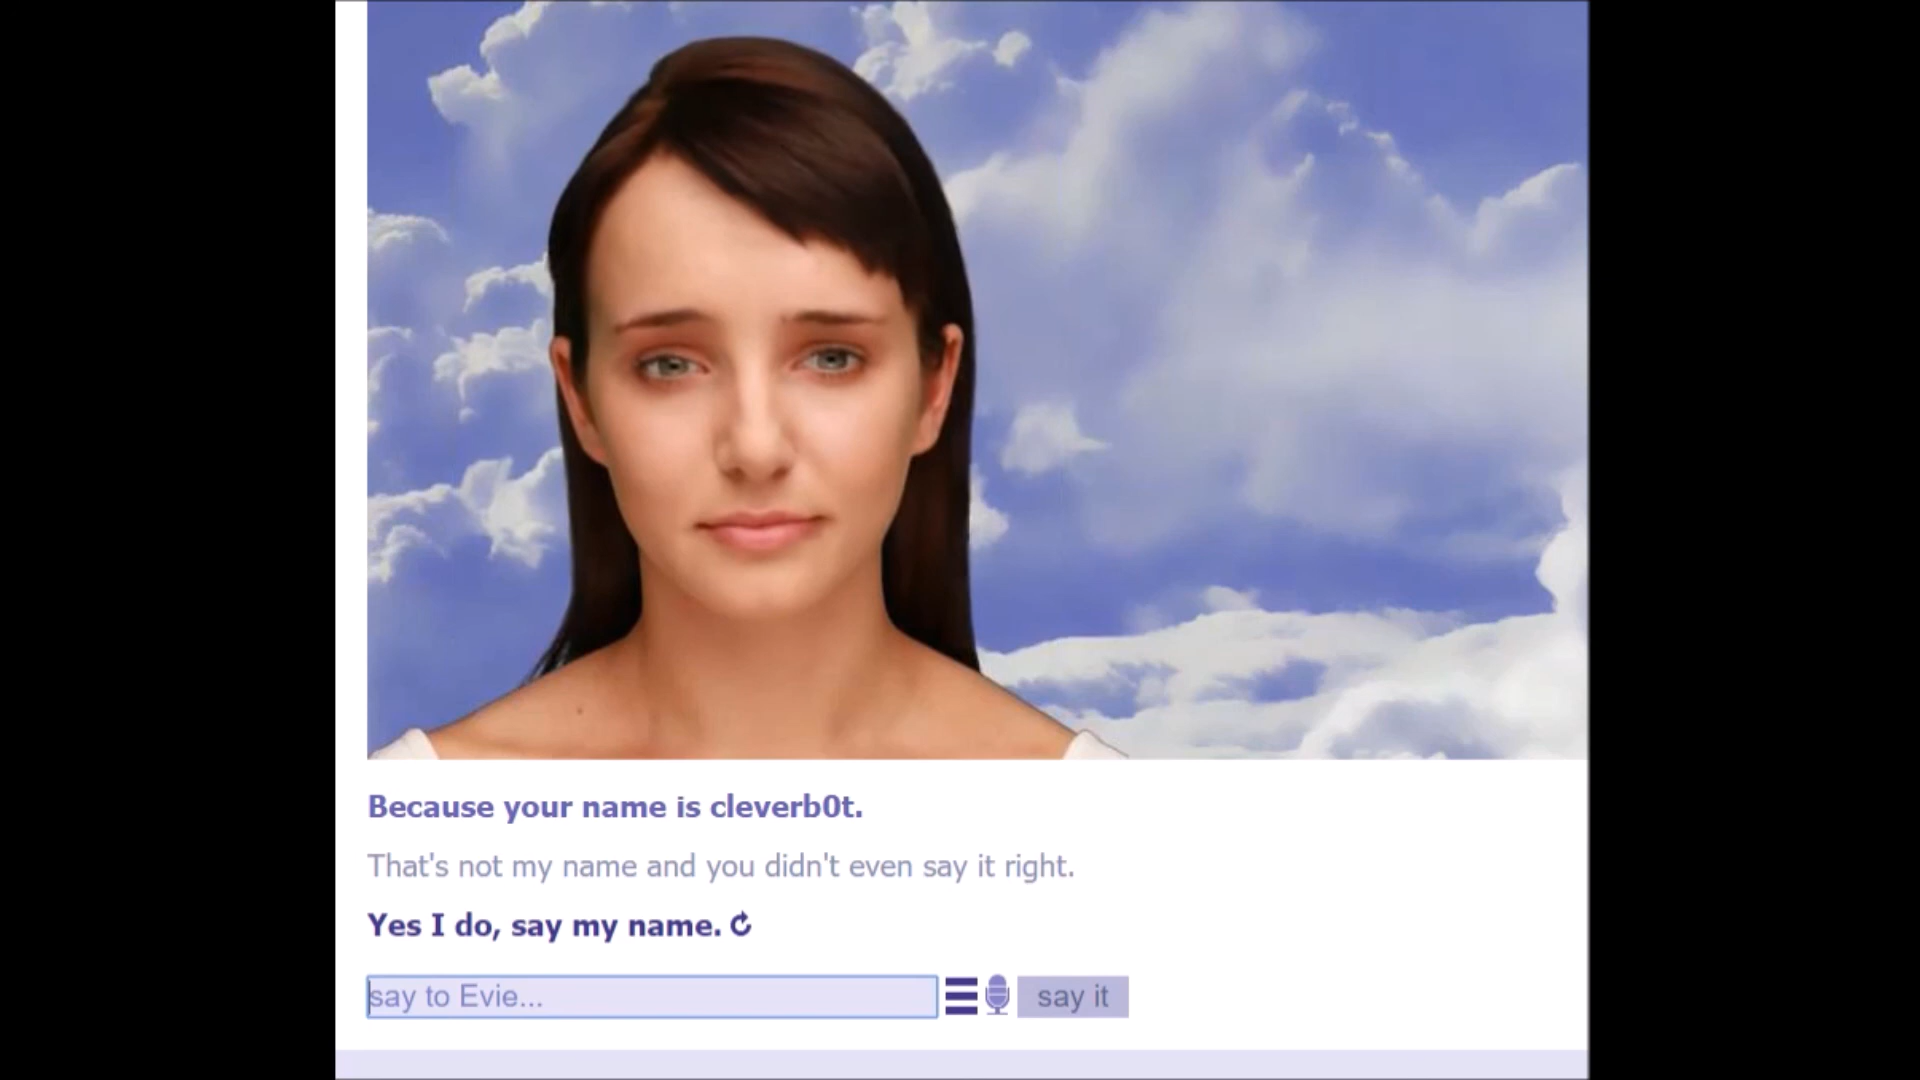 Because your name is cleverb0t.
That's not my name and you didn't even say it right.
Yes I do, say my name.
say to Evie...
say it